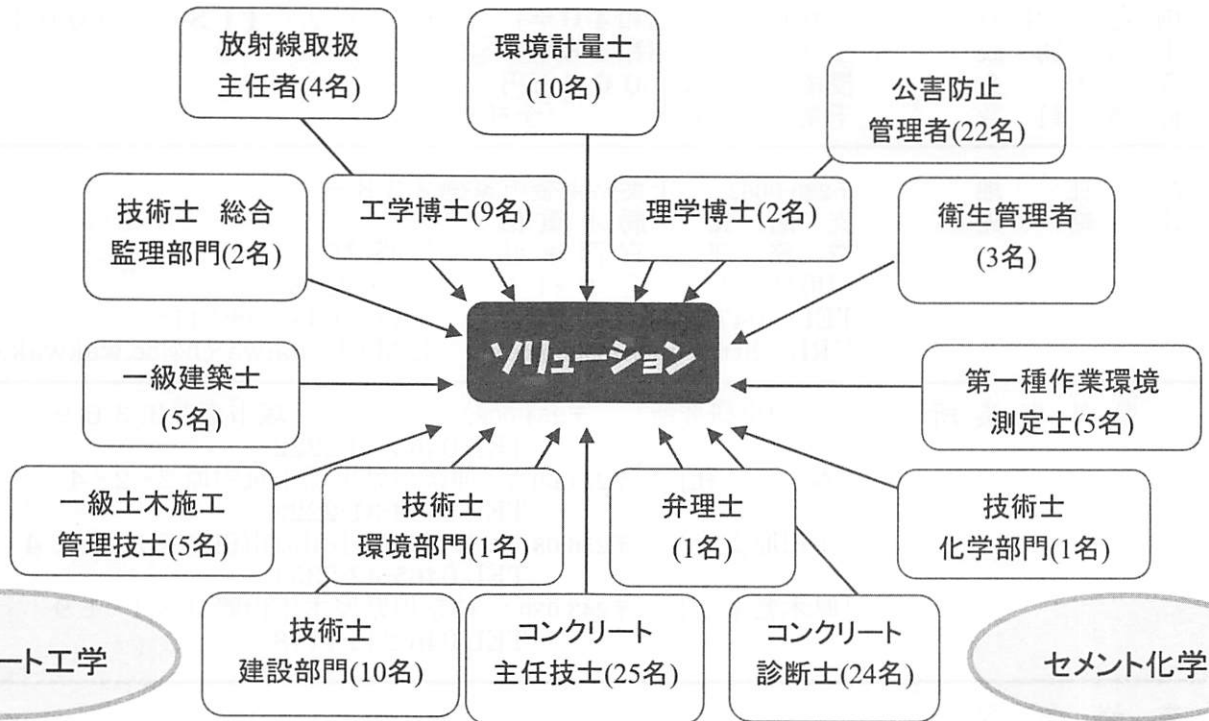 放射線取扱
主任者(4名)
環境計量士
(10名)
公害防止
管理者(22名)
技術士 総合
監理部門(2名)
工学博士(9名)
理学博士(2名)
衛生管理者
(3名)
ソリューション
一級建築士
(5名)
第一種作業環境
測定士(5名)
一級土木施工
管理技士(5名)
技術士
環境部門(1名)
弁理士
(1名)
技術士
化学部門(1名)
ート工学
技術士
建設部門(10名)
コンクリート
主任技士(25名)
コンクリート
診断士(24名)
セメント化学